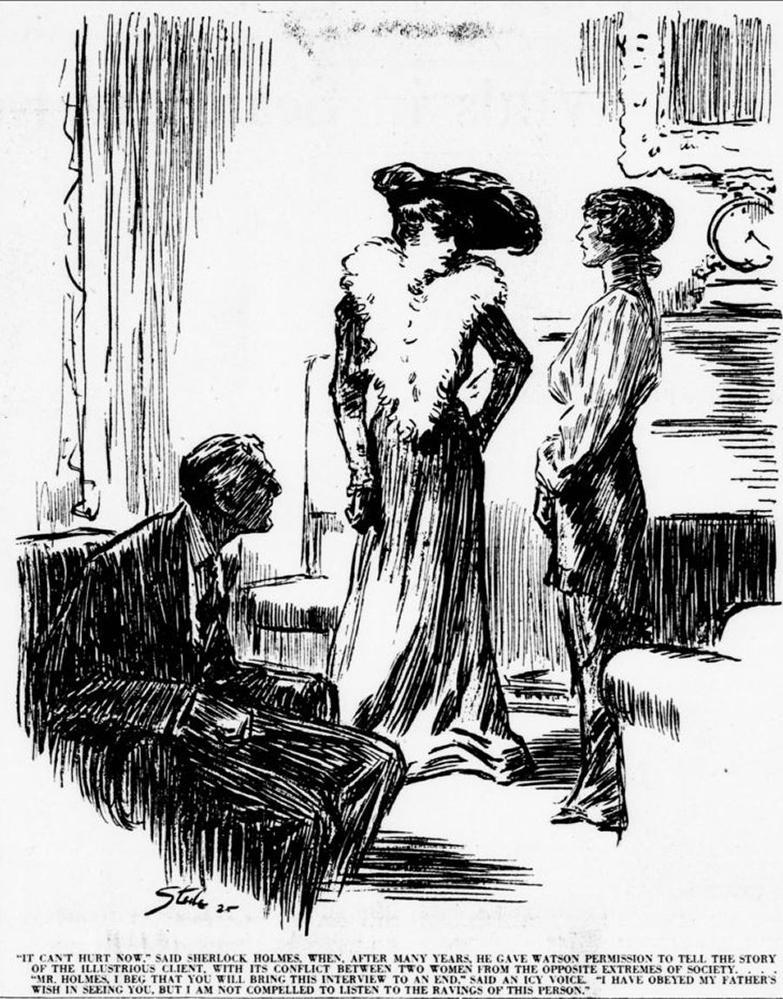 Steele 25
"IT CAN'T HURT NOW," SAID SHERLOCK HOLMES, WHEN, AFTER MANY YEARS, HE GAVE WATSON PERMISSION TO TELL THE STORY
OF THE ILLUSTRIOUS CLIENT, WITH ITS CONFLICT BETWEEN TWO WOMEN FROM THE OPPOSITE EXTREMES OF SOCIETY. . . . .
"MR. HOLMES, I BEG THAT YOU WILL BRING THIS INTERVIEW TO AN END," SAID AN ICY VOICE. "I HAVE OBEYED MY FATHER'S
WISH IN SEEING YOU, BUT I AM NOT COMPELLED TO LISTEN TO THE RAVINGS OF THIS PERSON."